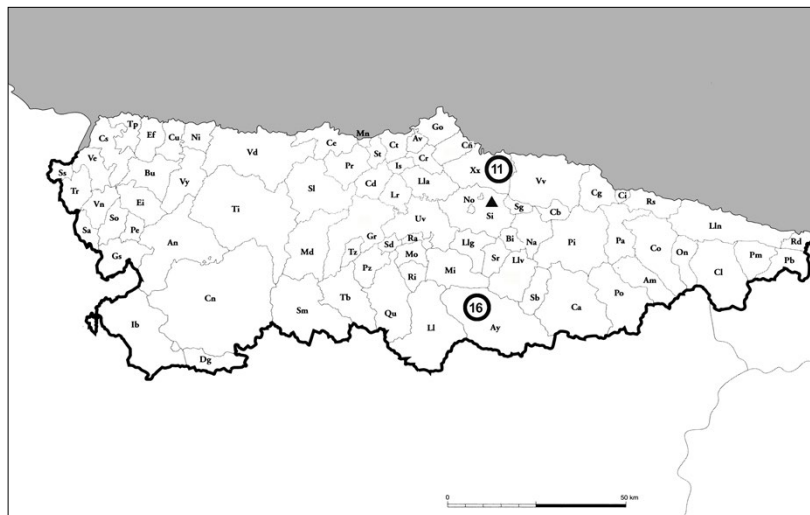 Go
Tp
Mn
Av
Cs
Ef
Cu
Ni
Ce
Ct
Cñ
Vd
St
Cr
Ve
Pr
Is
Xx
11
Ss
Bu
Vv
Tr
Vy
Sl
Cd
Lla
Cg
Ci
Rs
Lr
Vn
Ei
No
Sg
Ti
Si
Cb
So
Uv
Lln
Sa
Pe
Gr
Ra
Bi
An
Sd
Llg
Na
Pi
Pa
Co
Rd
Gs
Md
Tz
Mo
Sr
Llv
On
Pm
Pb
Pz
Ri
Mi
Cl
Am
Cn
Tb
Sb
Po
Sm
16
Ca
Ib
Qu
Ll
Ay
Dg
0
50 km